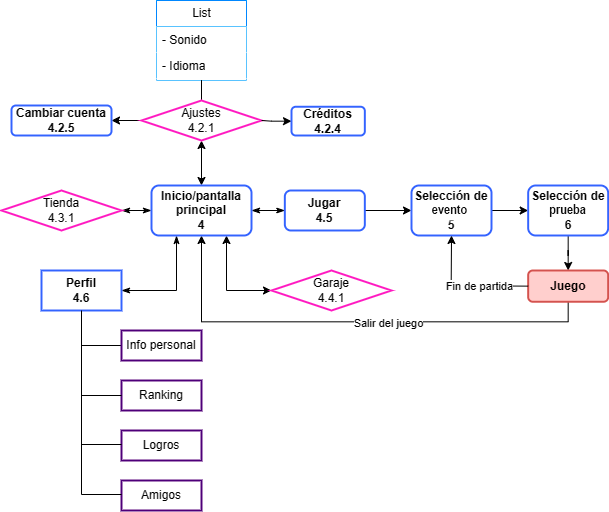 List
- Sonido
- Idioma
Cambiar cuenta
4.2.5
Ajustes
4.2.1
Créditos
4.2.4
Tienda
4.3.1
Inicio/pantalla
principal
4
Jugar
4.5
Selección de
evento
5
Selección de
prueba
6
Perfil
4.6
Garaje
4.4.1
Fin de partida
Juego
Salir del juego
Info personal
Ranking
Logros
Amigos